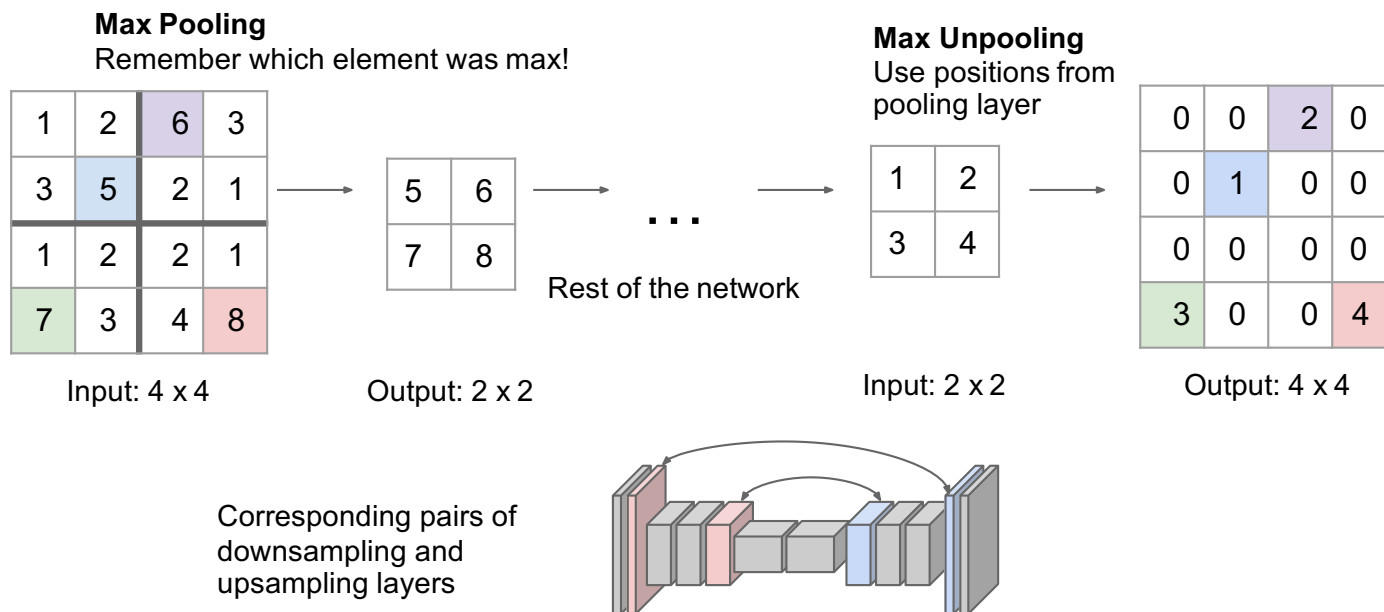 Max Pooling
Remember which element was max!
1 2 6 3
3 5 2 1
1 2 2 1
7 3 4 8
Input: 4 x 4
5 6
7 8
Output: 2 x 2
...
Rest of the network
Max Unpooling
Use positions from
pooling layer
1 2
3 4
Input: 2 x 2
0 0 2 0
0 1 0 0
0 0 0 0
3 0 0 4
Output: 4 x 4
Corresponding pairs of
downsampling and
upsampling layers